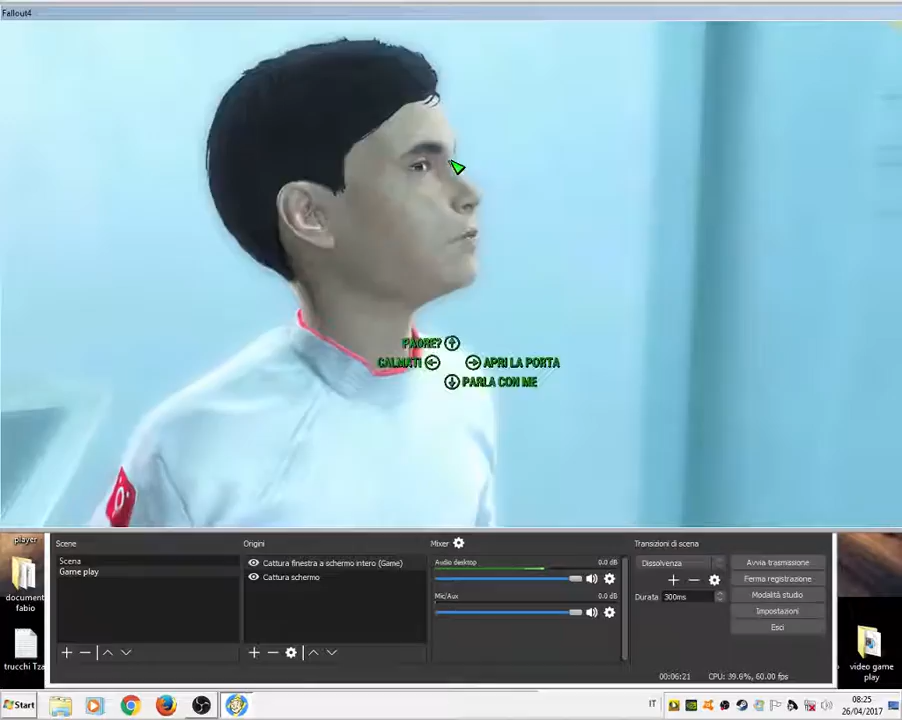 Fallout4
PADRE?
CALMATI
APRI LA PORTA
PARLA CON ME
player
document
fabio
trucchi Tza
Scene
Scena
Game play
Origini
Cattura finestra a schermo intero (Game)
Cattura schermo
Mixer
Audio desktop 0.0 dB
Mic/Aux 0.0 dB
Transizioni di scena
Dissolvenza
Durata 300ms
Avvia trasmissione
Ferma registrazione
Modalità studio
Impostazioni
Esci
00:06:21 CPU: 39.6%, 60.00 fps
video game
play
Start
IT
08:25
26/04/2017